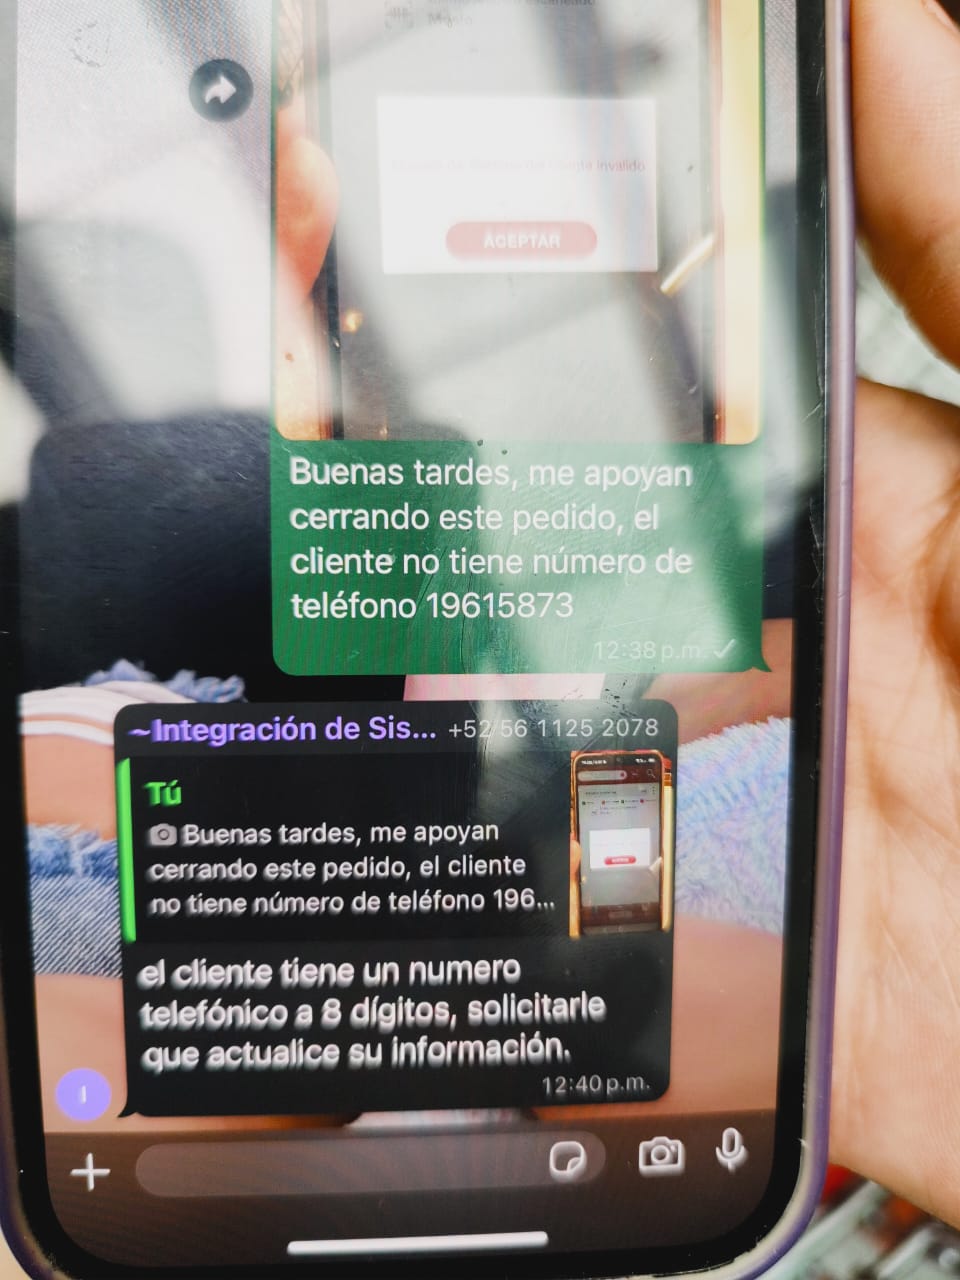 Mojito
inválido
ACEPTAR
Buenas tardes, me apoyan
cerrando este pedido, el
cliente no tiene número de
teléfono 19615873
12:38 p.m.
~Integración de Sis... +52 56 1125 2078
Tú
Buenas tardes, me apoyan
cerrando este pedido, el cliente
no tiene número de teléfono 196...
el cliente tiene un numero
telefónico a 8 dígitos, solicitarle
que actualice su información.
12:40 p.m.
I